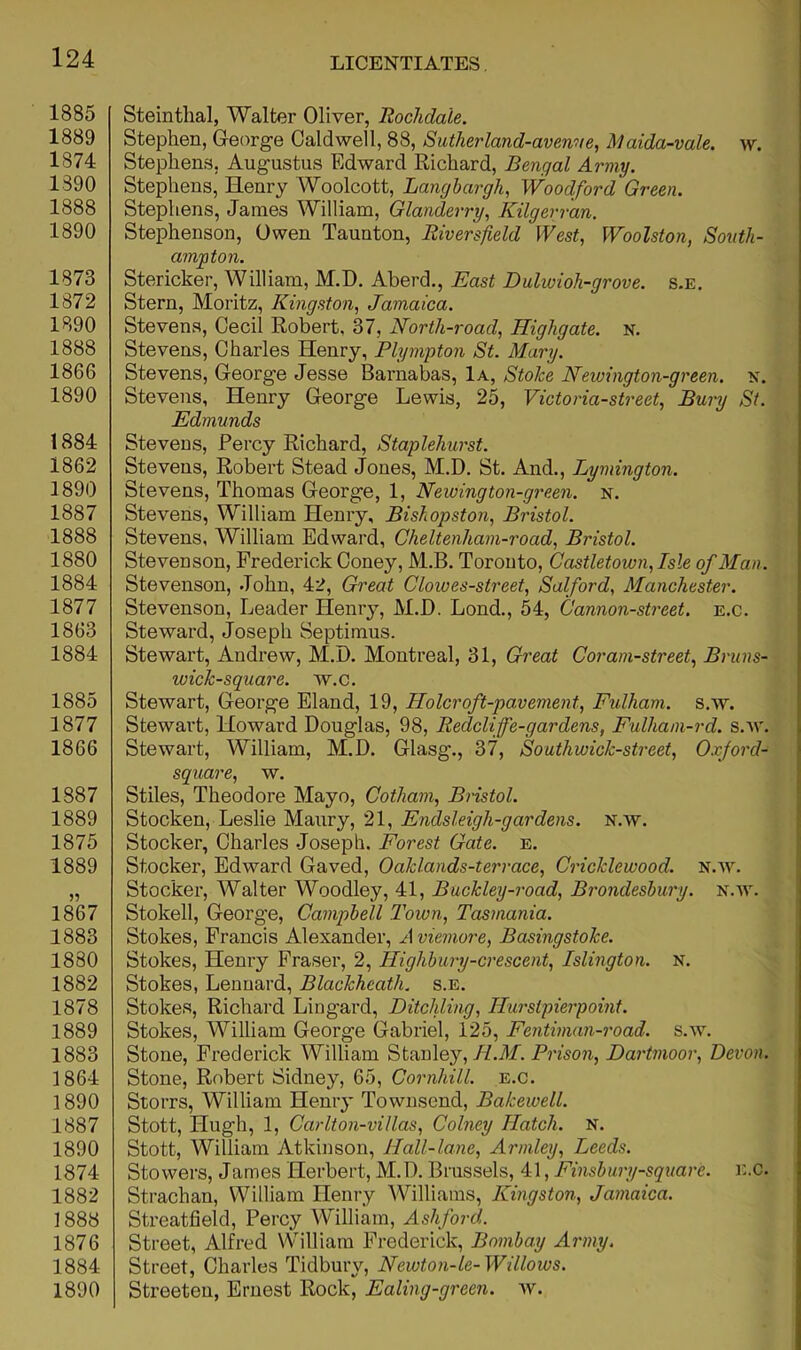 124 LICENTIATES.
1885 Steinthal, Walter Oliver, Rochdale.
1889 Stephen, George Caldwell, 88, Sutherland-avenue, Maida-vale. w.
1874 Stephens, Augustus Edward Richard, Bengal Army.
1890 Stephens, Henry Woolcott, Langbargh, Woodford Green.
1888 Stephens, James William, Glanderry, Kilgerran.
1890 Stephenson, Owen Taunton, Riversfield West, Woolston, South-
ampton.
1873 Stericker, William, M.D. Aberd., East Dulwioh-grove. s.e.
1872 Stern, Moritz, Kingston, Jamaica.
1890 Stevens, Cecil Robert, 37, North-road, Highgate. n.
1888 Stevens, Charles Henry, Plympton St. Mary.
1866 Stevens, George Jesse Barnabas, 1a, Stoke Newington-green. n.
1890 Stevens, Henry George Lewis, 25, Victoria-street, Bury St.
Edmunds
1884 Stevens, Percy Richard, Staplehurst.
1862 Stevens, Robert Stead Jones, M.D. St. And., Lymington.
1890 Stevens, Thomas George, 1, Newington-green. n.
1887 Stevens, William Henry, Bishopston, Bristol.
1888 Stevens, William Edward, Cheltenham-road, Bristol.
1880 Stevenson, Frederick Coney, M.B. Toronto, Castletown, Isle of Man.
1884 Stevenson, John, 42, Great Clowes-street, Salford, Manchester.
1877 Stevenson, Leader Henry, M.D. Lond., 54, Cannon-street. e.c.
1863 Steward, Joseph Septimus.
1884 Stewart, Andrew, M.D. Montreal, 31, Great Coram-street, Bruns-
wick-square. w.c.
1885 Stewart, George Eland, 19, Holcroft-pavement, Fulham. s.w.
1877 Stewart, Howard Douglas, 98, Redcliffe-gardens, Fulham-rd. s.w.
1866 Stewart, William, M.D. Glasg., 37, Southwick-street, Oxford-
square, w.
1887 Stiles, Theodore Mayo, Cotham, Bristol.
1889 Stocken, Leslie Maury, 21, Endsleigh-gardens. n.w.
1875 Stocker, Charles Joseph. Forest Gate. e.
1889 Stocker, Edward Gaved, Oaklands-terrace, Cricklewood. n.w.
„ Stocker, Walter Woodley, 41, Buckley-road, Brondesbury. n.w.
1867 Stokell, George, Campbell Town, Tasmania.
1883 Stokes, Francis Alexander, Aviemore, Basingstoke.
1880 Stokes, Henry Fraser, 2, Highbury-crescent, Islington. n.
1882 Stokes, Lennard, Blackheath. s.e.
1878 Stokes, Richard Lingard, Ditchling, Hurstpierpoint.
1889 Stokes, William George Gabriel, 125, Fentiman-road. s.w.
1883 Stone, Frederick William Stanley, H.M. Prison, Dartmoor, Devon.
1864 Stone, Robert Sidney, 65, Cornhill. e.c.
1890 Storrs, William Henry Townsend, Bakewell.
1887 Stott, Hugh, 1, Carlton-villas, Colney Hatch. n.
1890 Stott, William Atkinson, Hall-lane, Armley, Leeds.
1874 Stowers, James Herbert, M.D. Brussels, 41, Finsbury-square. e.c.
1882 Strachan, William Henry Williams, Kingston, Jamaica.
1888 Streatfield, Percy William, Ashford.
1876 Street, Alfred William Frederick, Bombay Army.
1884 Street, Charles Tidbury, Newton-le-Willows.
1890 Streeten, Ernest Rock, Ealing-green. w.